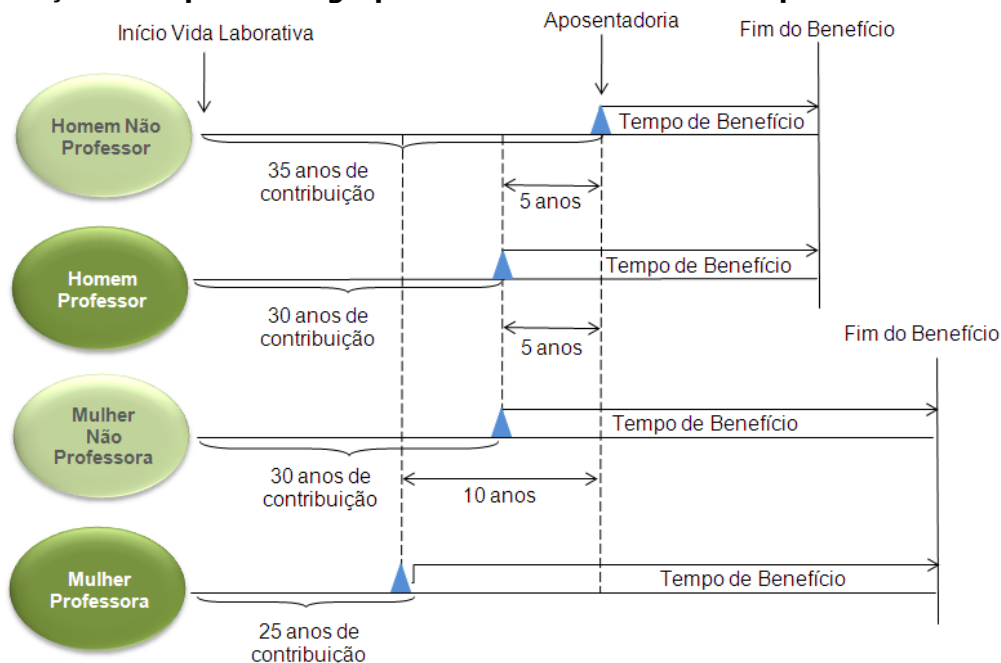 Início Vida Laborativa
Aposentadoria
Fim do Benefício
Homem Não
Professor
Tempo de Benefício
35 anos de
contribuição
5 anos
Homem
Professor
Tempo de Benefício
30 anos de
contribuição
5 anos
Fim do Benefício
Mulher
Não
Professora
Tempo de Benefício
30 anos de
contribuição
10 anos
Mulher
Professora
Tempo de Benefício
25 anos de
contribuição